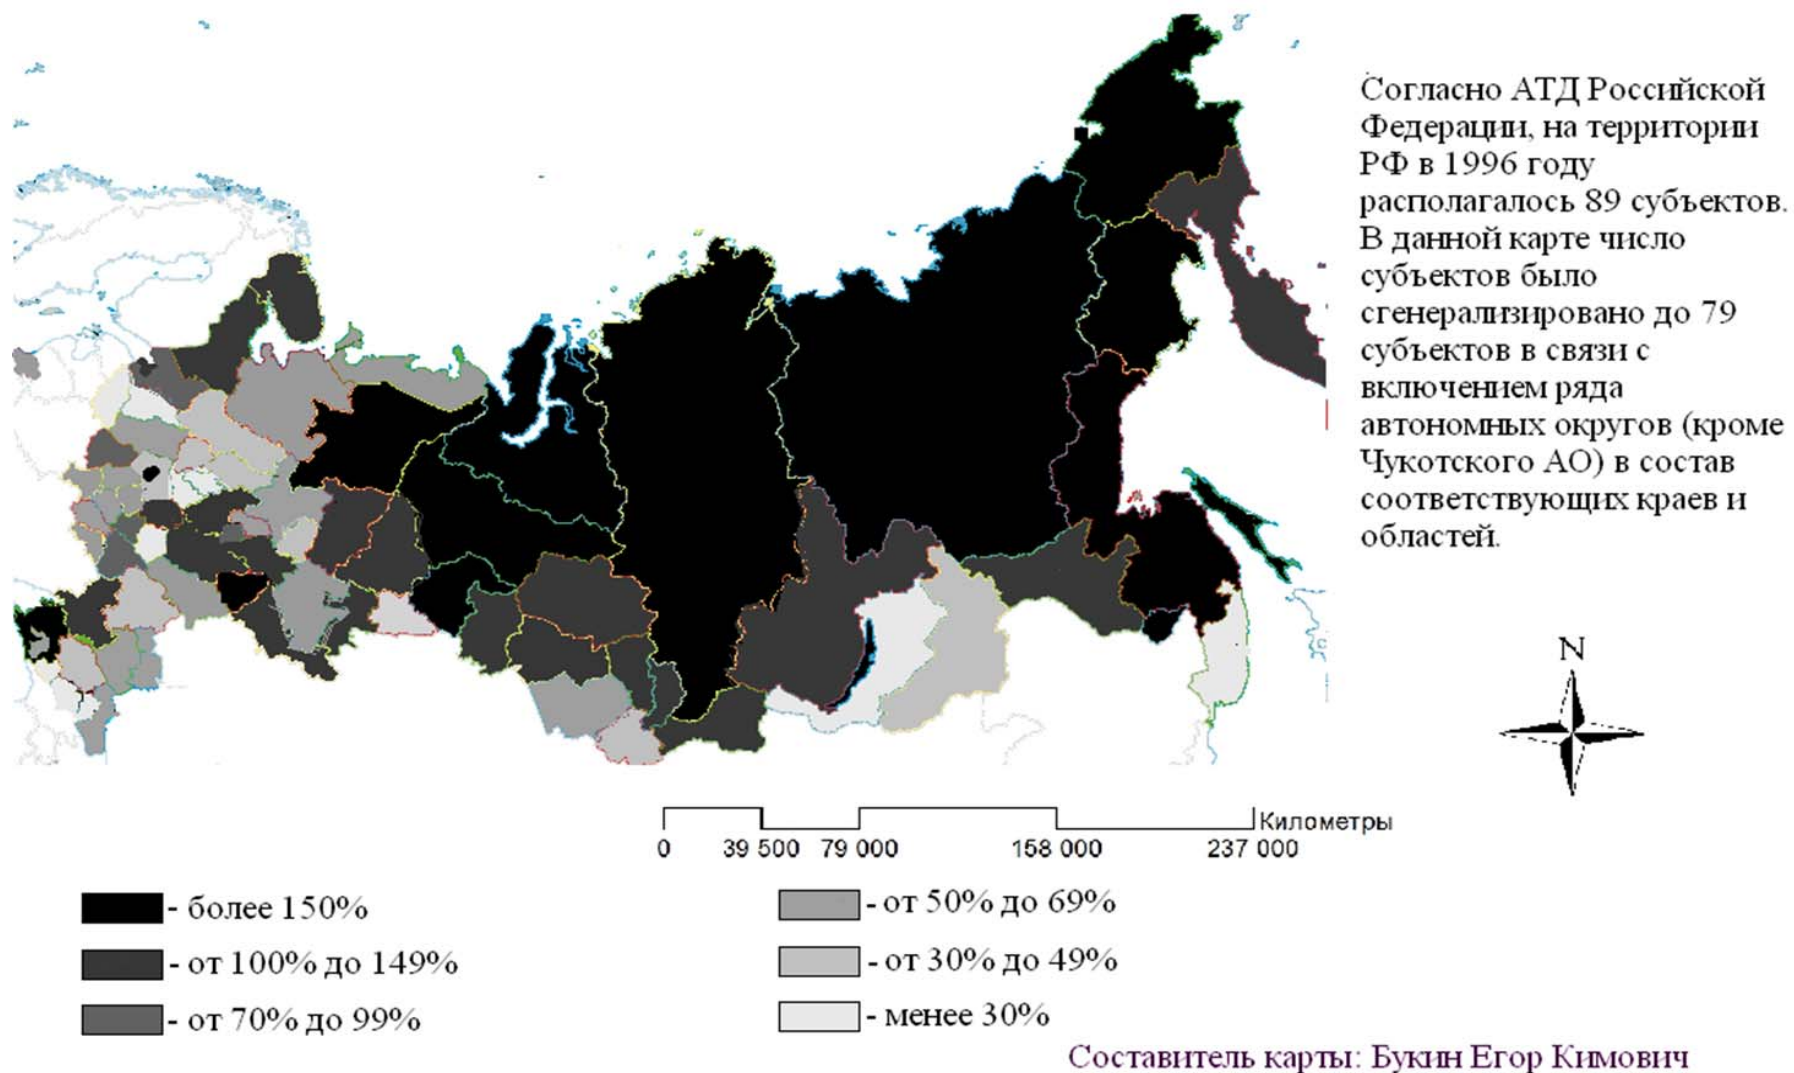 Согласно АТД Российской
Федерации, на территории
РФ в 1996 году
располагалось 89 субъектов.
В данной карте число
субъектов было
сгенерализировано до 79
субъектов в связи с
включением ряда
автономных округов (кроме
Чукотского АО) в состав
соответствующих краев и
областей.
N
Километры
0 39 500 79 000 158 000 237 000
- более 150%
- от 100% до 149%
- от 70% до 99%
- от 50% до 69%
- от 30% до 49%
- менее 30%
Составитель карты: Букин Егор Кимович